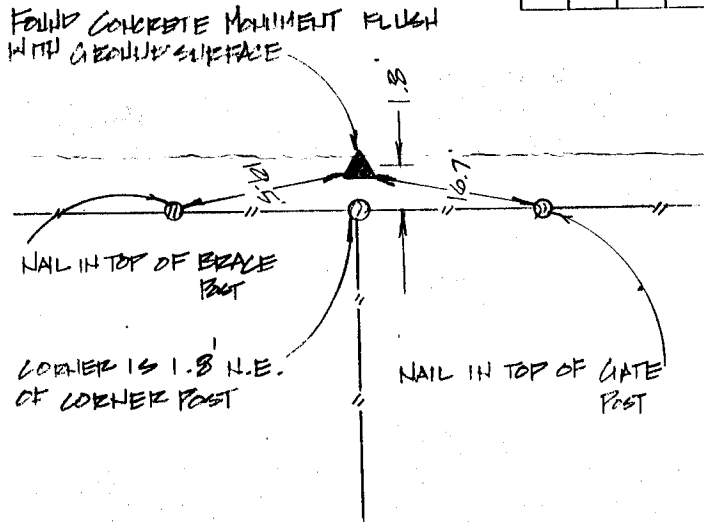 FOUND CONCRETE MONUMENT FLUSH
WITH GROUND SURFACE
1.8'
19.5'
16.7'
NAIL IN TOP OF BRACE
POST
CORNER IS 1.8' N.E.
OF CORNER POST
NAIL IN TOP OF GATE
POST